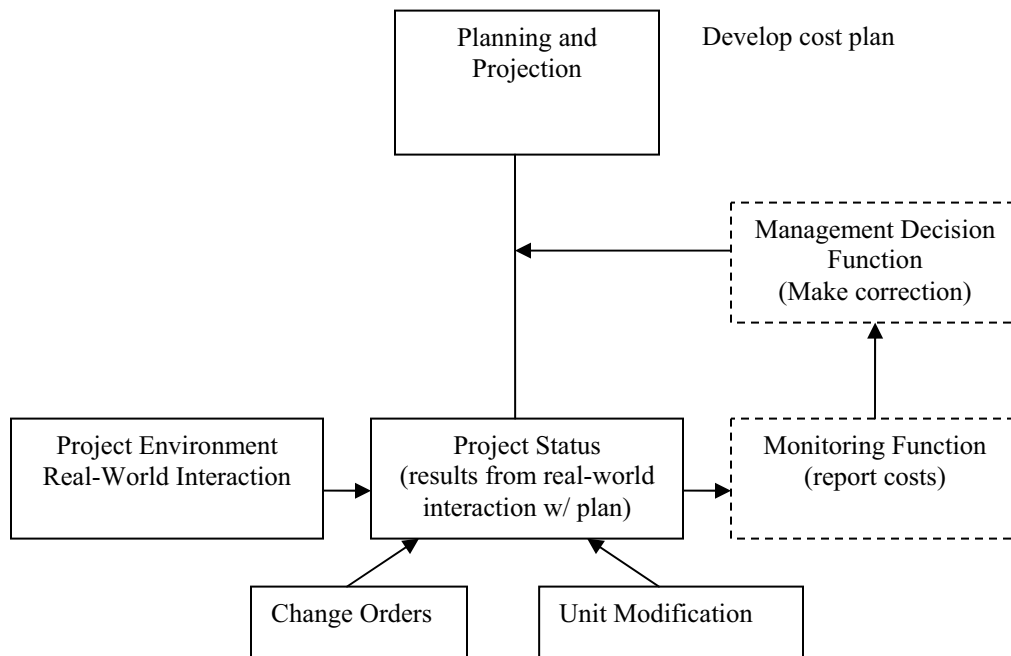 Planning and
Projection
Develop cost plan
Management Decision
Function
(Make correction)
Project Environment
Real-World Interaction
Project Status
(results from real-world
interaction w/ plan)
Monitoring Function
(report costs)
Change Orders
Unit Modification